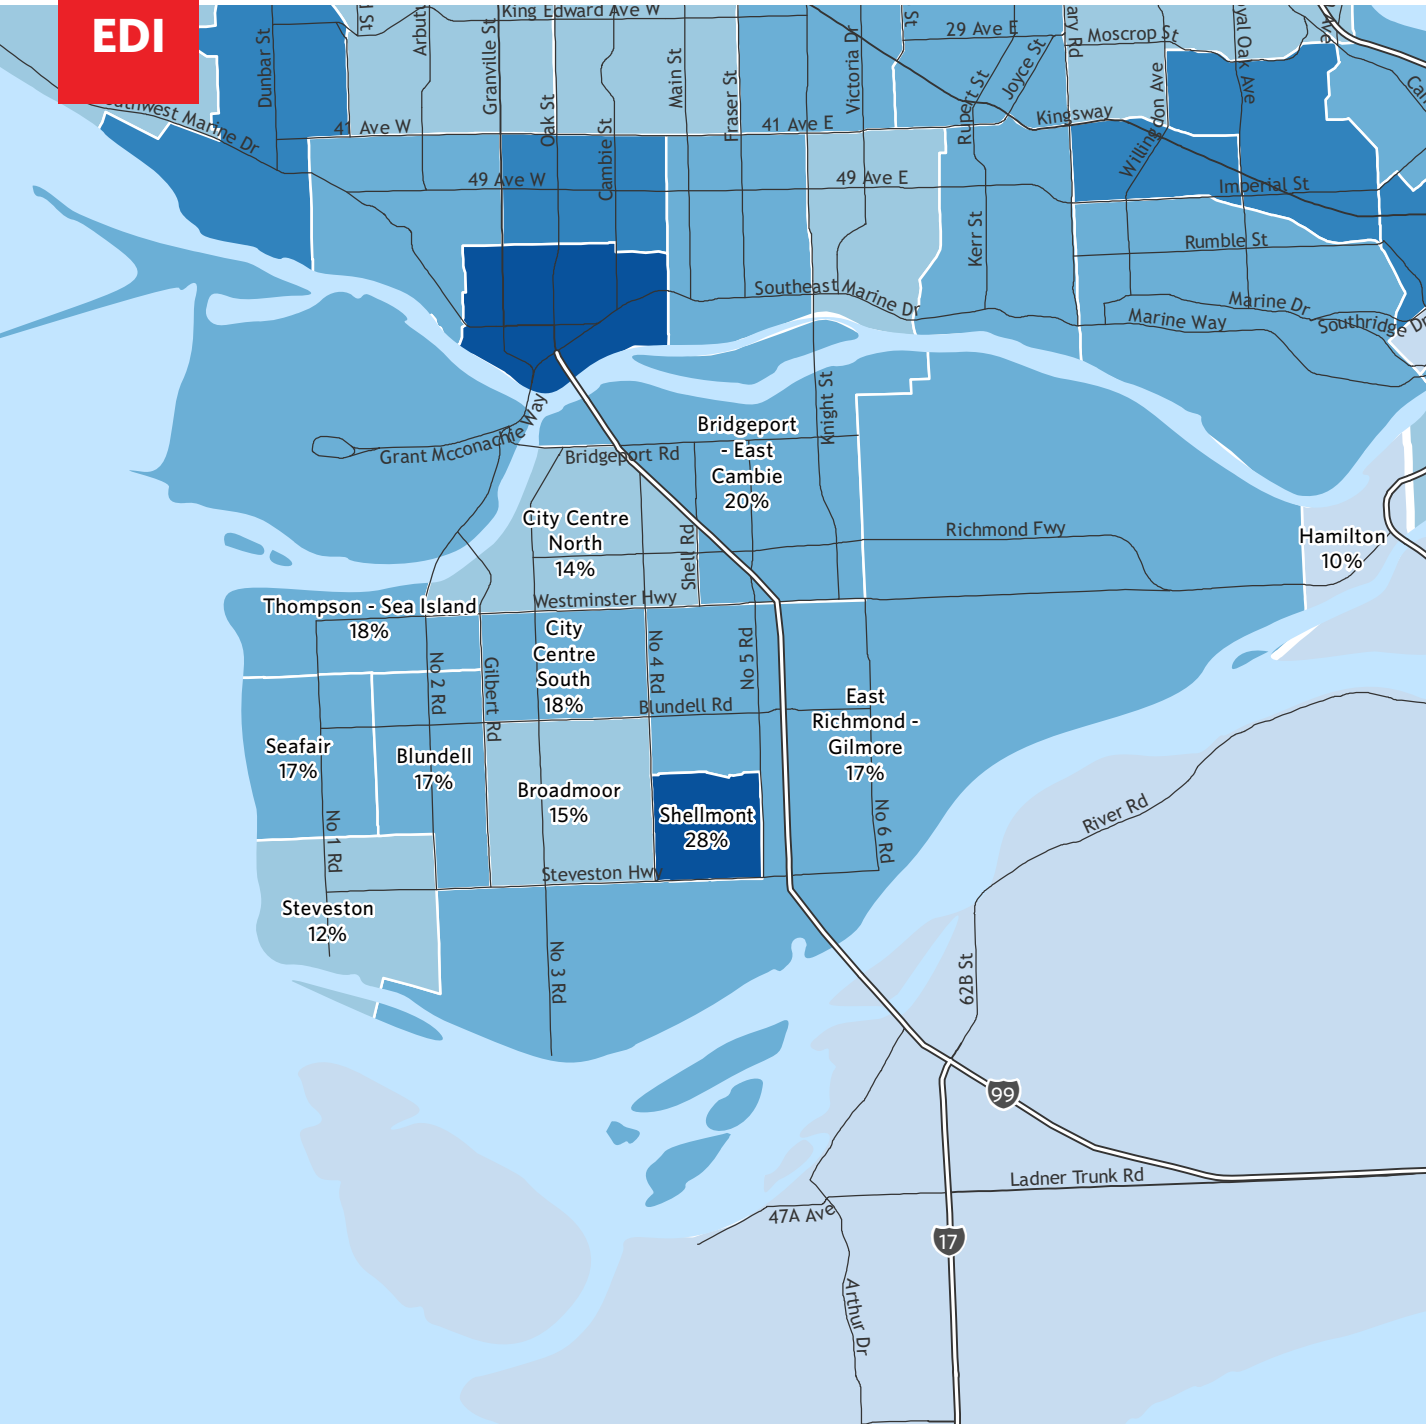 EDI
King Edward Ave W
29 Ave E
Moscrop St
Dunbar St
Granville St
Oak St
Cambie St
Main St
Fraser St
Victoria Dr
Rupert St
Joyce St
Kingsway
Willingdon Ave
41 Ave W
41 Ave E
49 Ave W
49 Ave E
Imperial St
Rumble St
Kerr St
Southeast Marine Dr
Marine Dr
Marine Way
Southridge Dr
Knight St
Grant Mcconachie Way
Bridgeport Rd
Bridgeport
- East
Cambie
20%
City Centre
North
14%
Shell Rd
Richmond Fwy
Hamilton
10%
Westminster Hwy
Thompson - Sea Island
18%
City
Centre
South
18%
No 2 Rd
Gilbert Rd
No 4 Rd
No 5 Rd
Blundell Rd
East
Richmond -
Gilmore
17%
Seafair
17%
Blundell
17%
Broadmoor
15%
Shellmont
28%
No 1 Rd
No 6 Rd
River Rd
Steveston Hwy
Steveston
12%
No 3 Rd
62B St
99
Ladner Trunk Rd
47A Ave
17
Arthur Dr